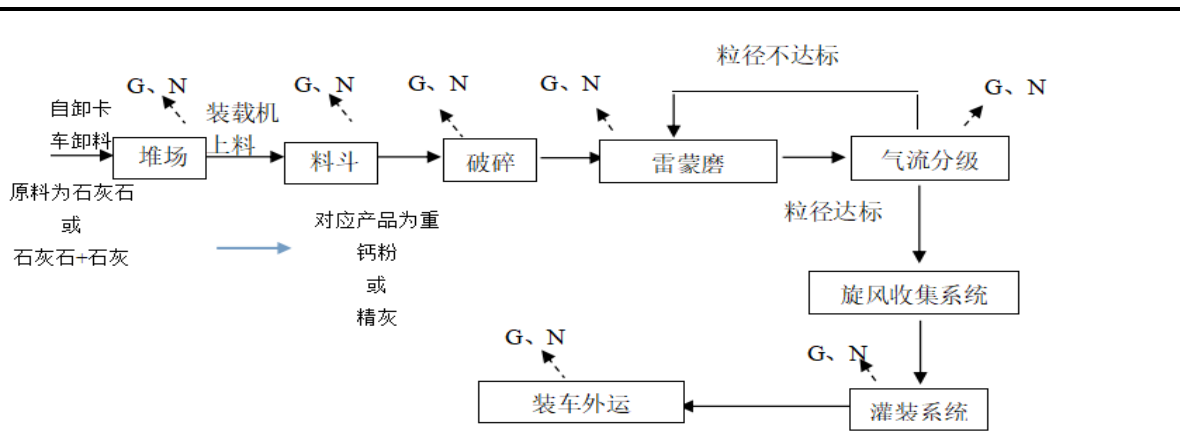 粒径不达标
G、N
G、N
G、N
G、N
G、N
自卸卡
车卸料
装载机
上料
堆场
料斗
破碎
雷蒙磨
气流分级
原料为石灰石
或
石灰石+石灰
对应产品为重
钙粉
或
精灰
粒径达标
旋风收集系统
G、N
G、N
装车外运
灌装系统